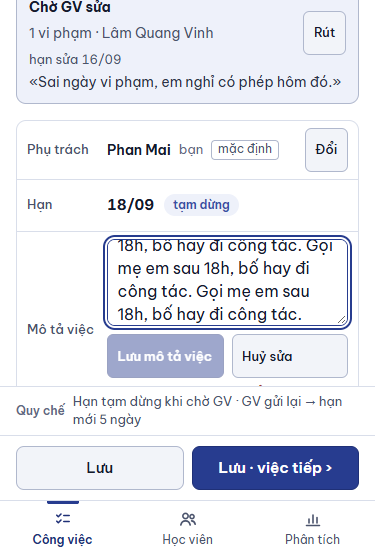 Chờ GV sửa
1 vi phạm · Lâm Quang Vinh
hạn sửa 16/09
«Sai ngày vi phạm, em nghỉ có phép hôm đó.»
Rút
Phụ trách Phan Mai bạn mặc định Đổi
Hạn 18/09 tạm dừng
Mô tả việc
18h, bố hay đi công tác. Gọi
mẹ em sau 18h, bố hay đi
công tác. Gọi mẹ em sau
18h, bố hay đi công tác.
Lưu mô tả việc Huỷ sửa
Quy chế Hạn tạm dừng khi chờ GV · GV gửi lại → hạn
mới 5 ngày
Lưu Lưu · việc tiếp ›
Công việc Học viên Phân tích